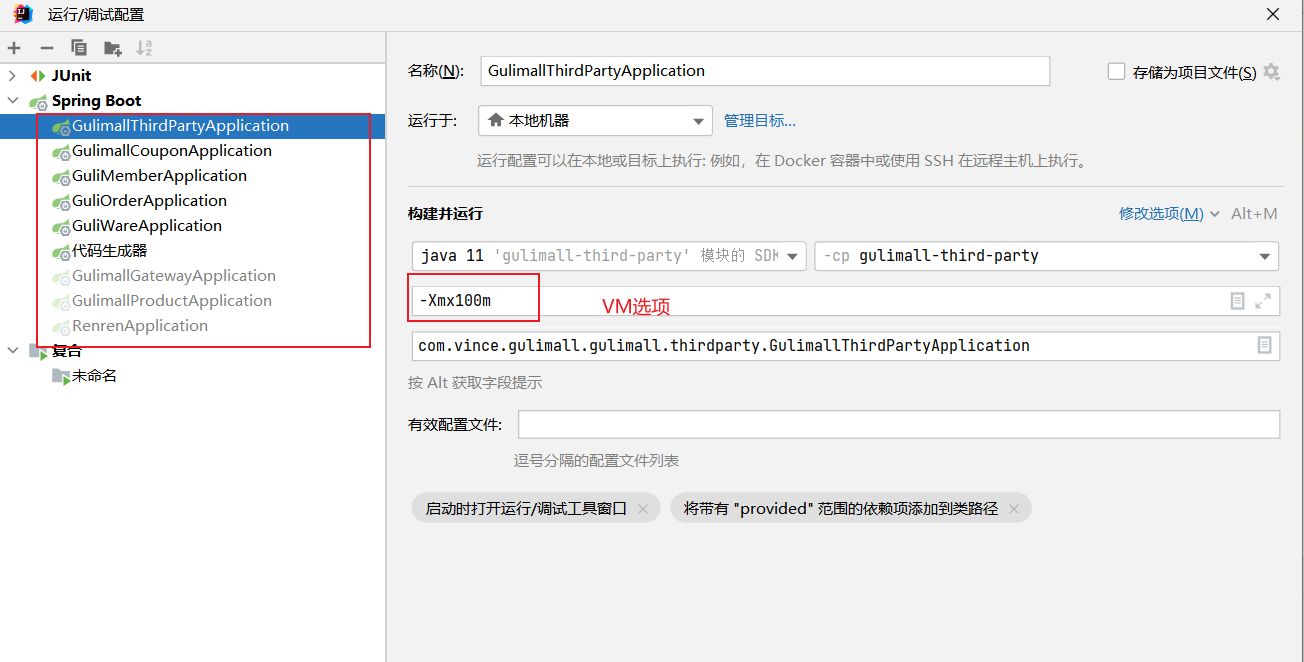 运行/调试配置
JUnit
Spring Boot
GulimallThirdPartyApplication
GulimallCouponApplication
GuliMemberApplication
GuliOrderApplication
GuliWareApplication
代码生成器
GulimallGatewayApplication
GulimallProductApplication
RenrenApplication
复合
未命名
名称(N): GulimallThirdPartyApplication 存储为项目文件(S)
运行于: 本地机器 管理目标...
运行配置可以在本地或目标上执行: 例如，在 Docker 容器中或使用 SSH 在远程主机上执行。
构建并运行 修改选项(M) Alt+M
java 11 'gulimall-third-party' 模块的 SDK -cp gulimall-third-party
-Xmx100m VM选项
com.vince.gulimall.gulimall.thirdparty.GulimallThirdPartyApplication
按 Alt 获取字段提示
有效配置文件:
逗号分隔的配置文件列表
启动时打开运行/调试工具窗口 将带有 "provided" 范围的依赖项添加到类路径